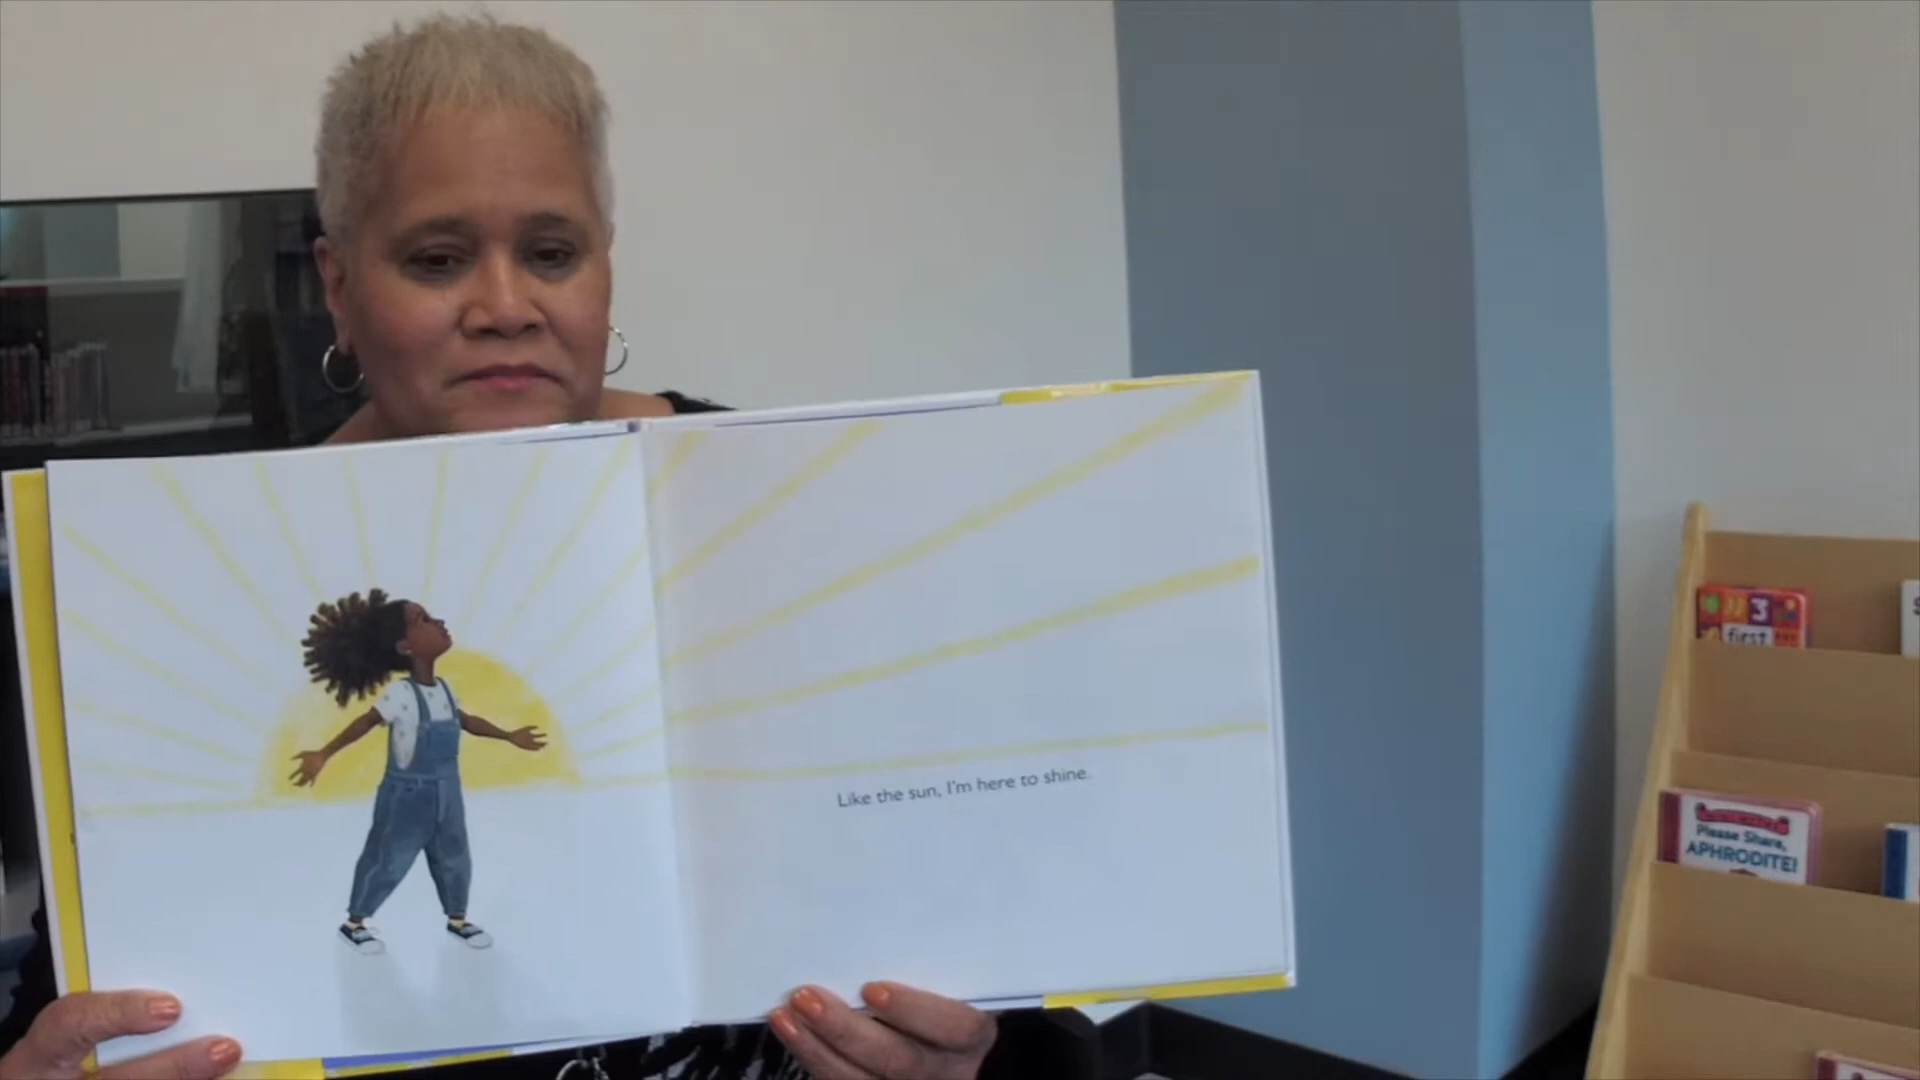 Like the sun, I'm here to shine.
3
first
Please Share,
APHRODITE!